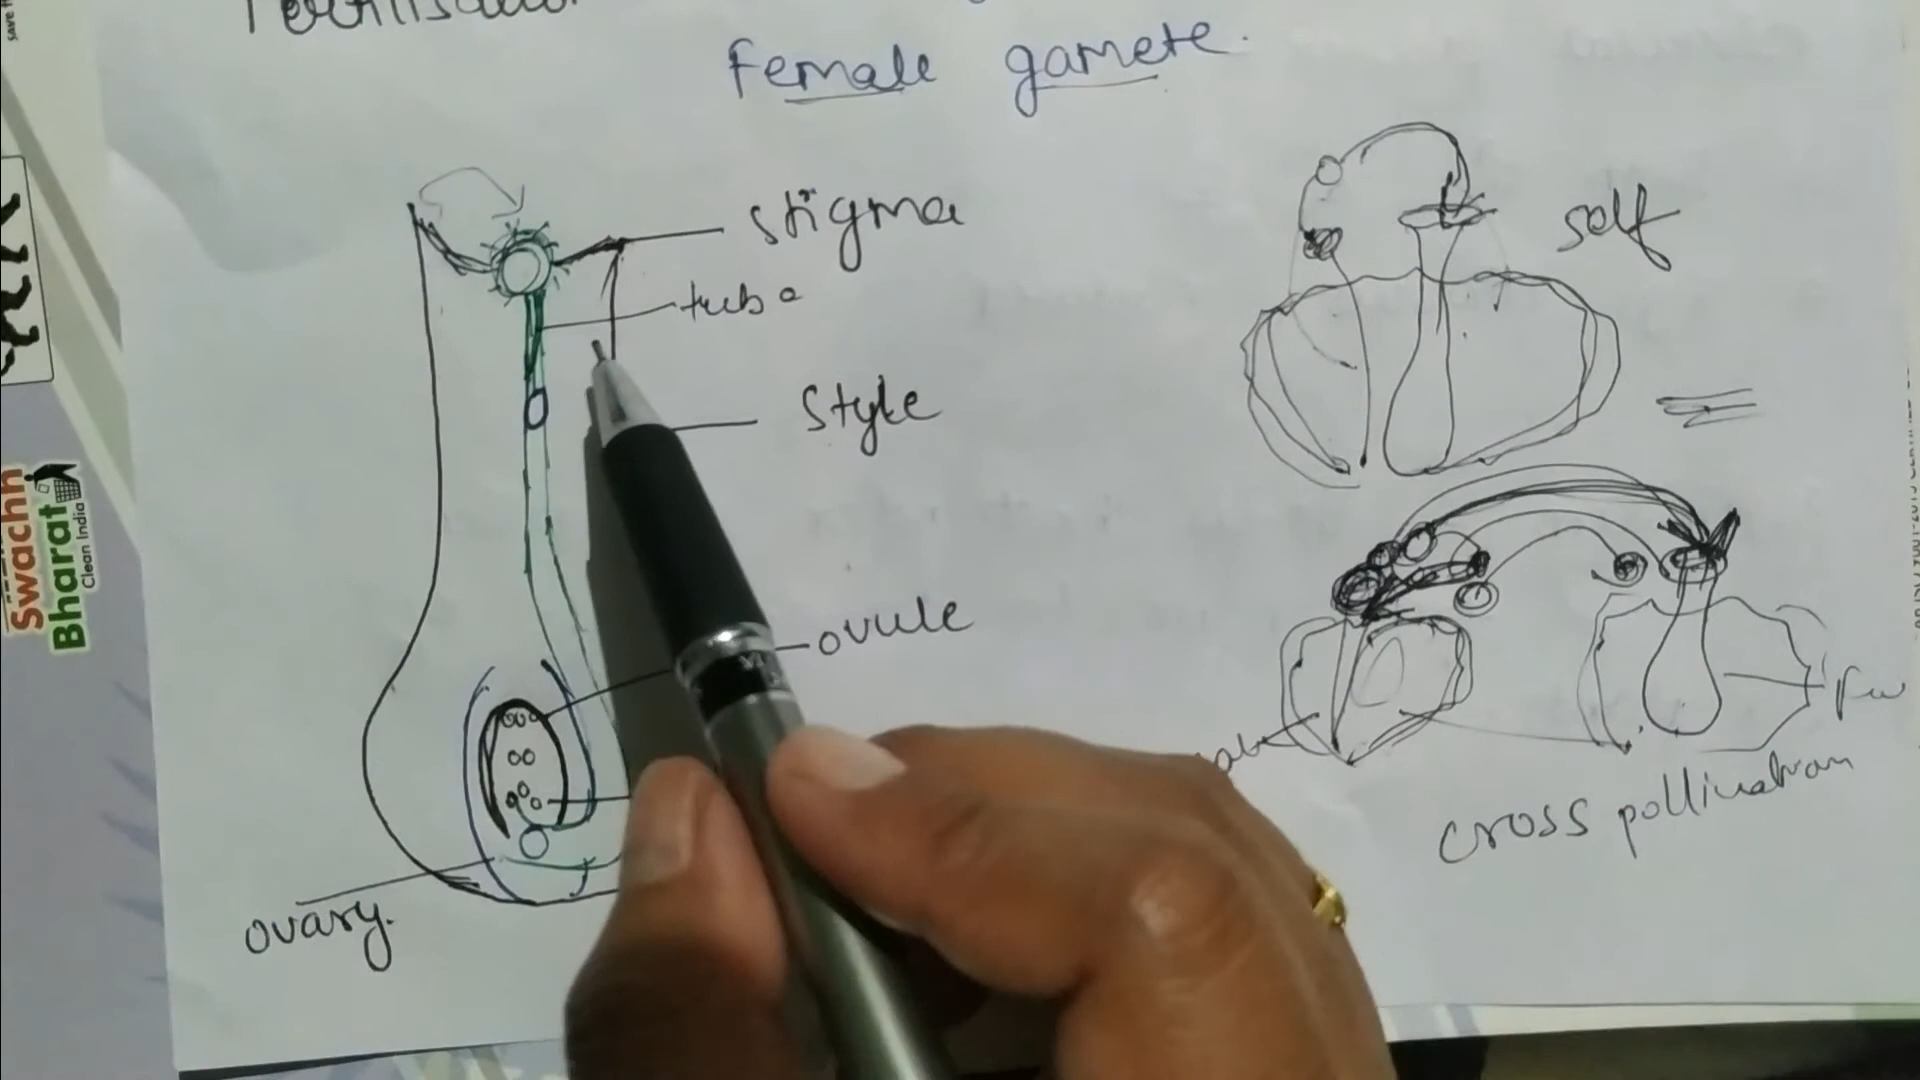 Female gamete.
stigma
tube
style
ovule
ovary.
self
cross pollination
Swachh
Bharat
Clean India